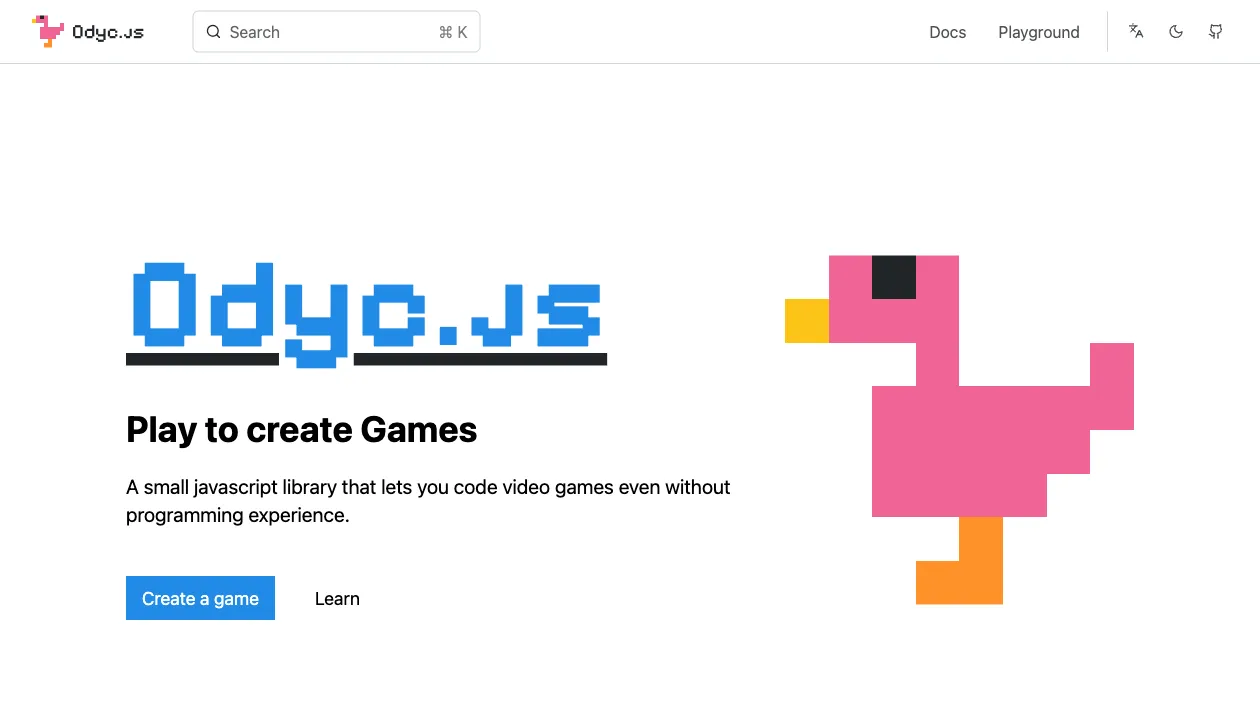 Odyc.Js
Search
⌘ K
Docs
Playground
Odyc.Js
Play to create Games
A small javascript library that lets you code video games even without
programming experience.
Create a game
Learn